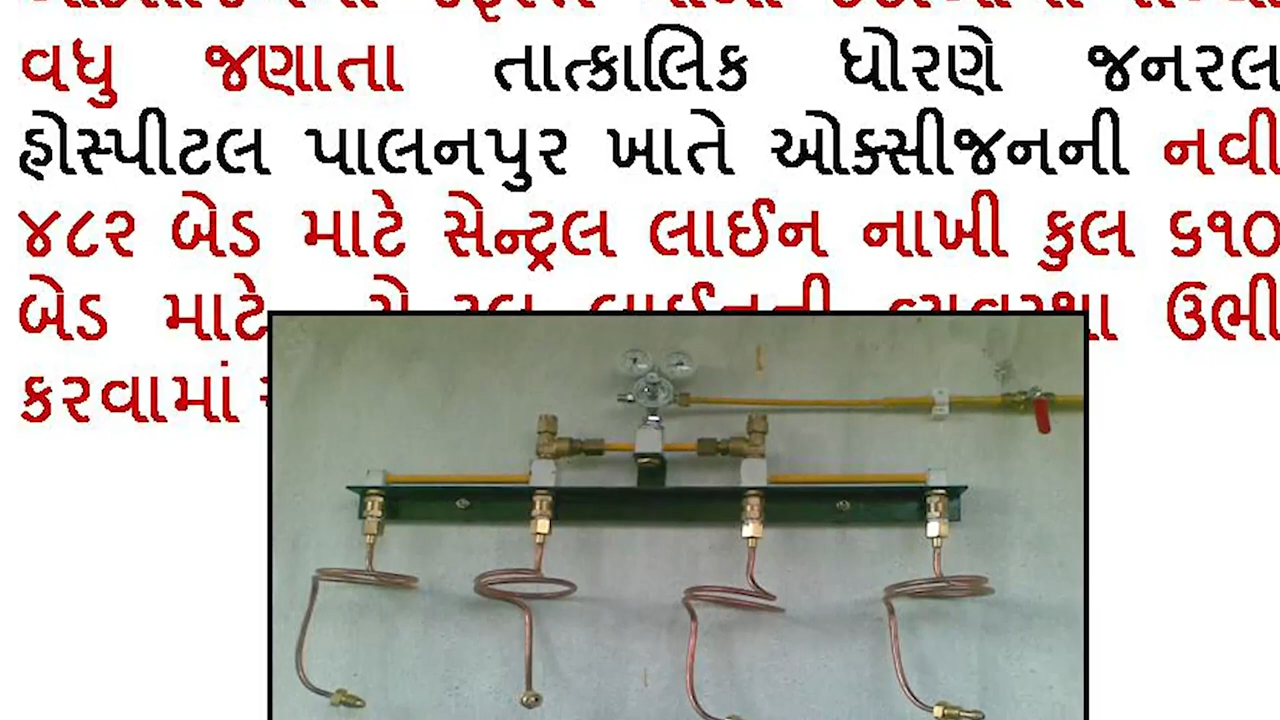 વધુ જણાતા તાત્કાલિક ધોરણે જનરલ
હોસ્પીટલ પાલનપુર ખાતે ઓક્સીજનની નવી
૪૮૨ બેડ માટે સેન્ટ્રલ લાઈન નાખી કુલ ૬૧૦
બેડ માટે ઉભી
કરવામાં